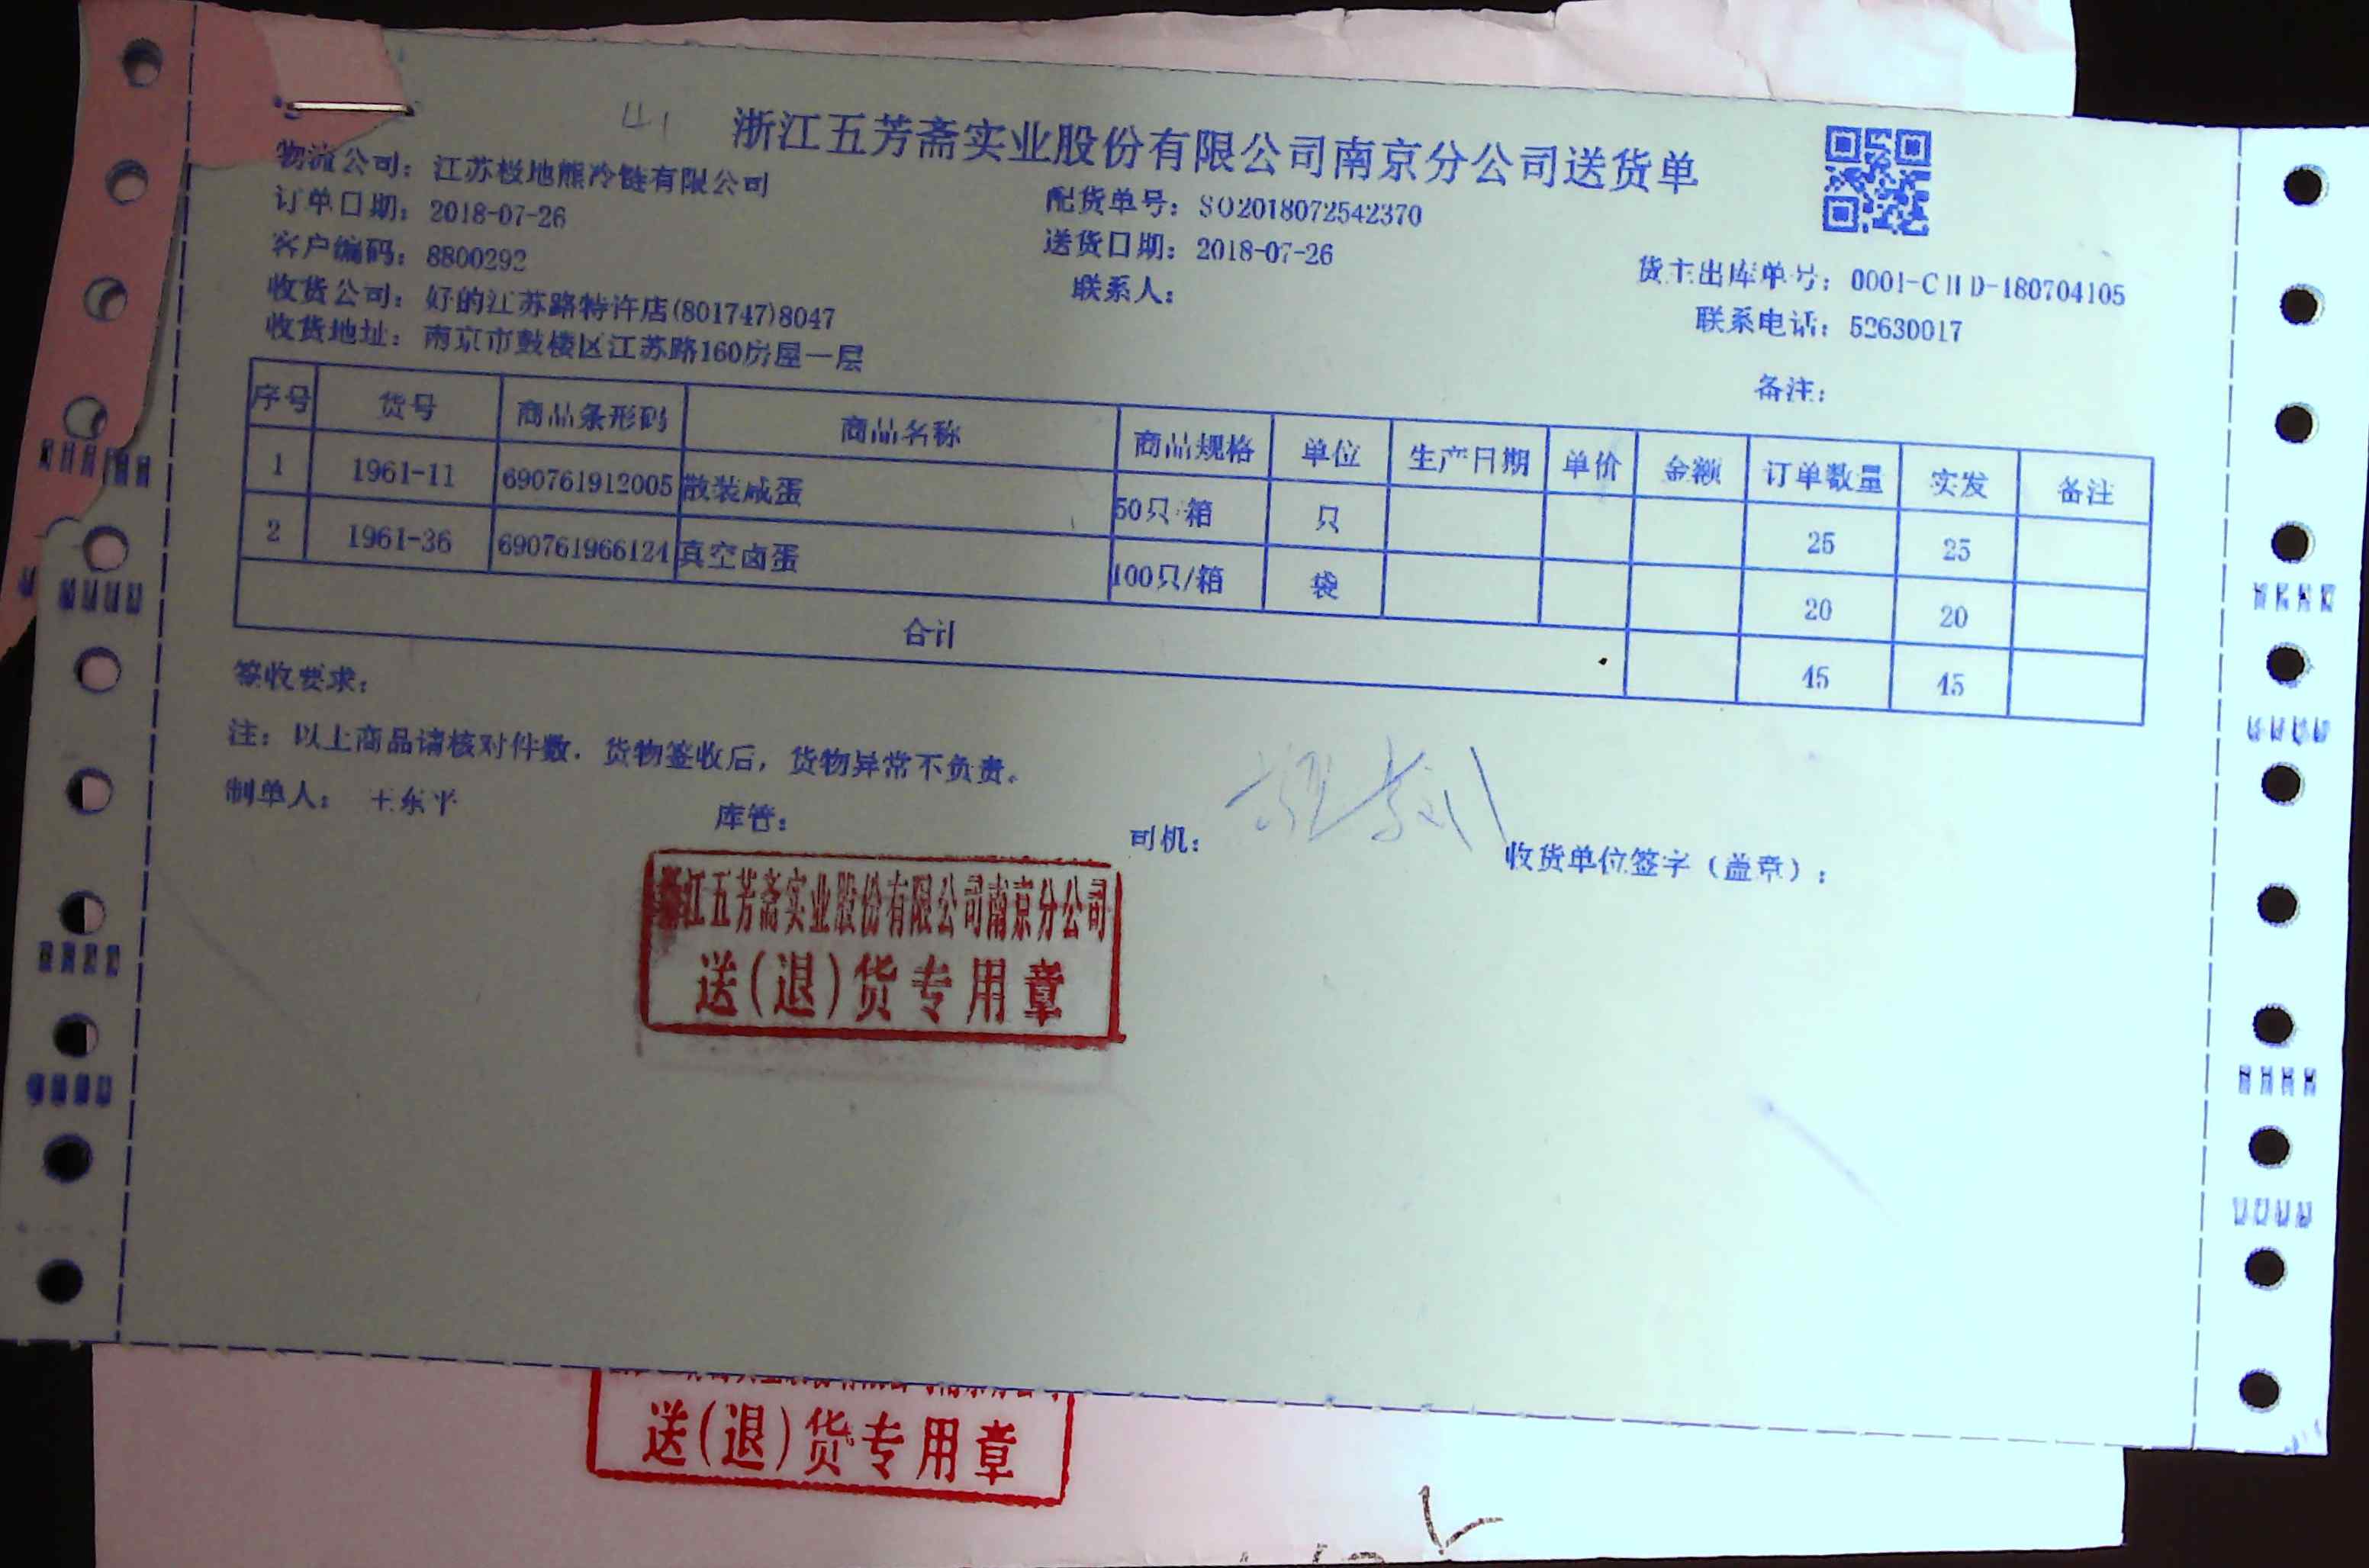 41
浙江五芳斋实业股份有限公司南京分公司送货单
物流公司：江苏极地熊冷链有限公司
订单日期：2018-07-26
配货单号：SO2018072542370
客户编码：8800292
送货日期：2018-07-26
货主出库单号：0001-CHD-180704105
收货公司：好的江苏路特许店(801747)8047
联系人：
联系电话：52630017
收货地址：南京市鼓楼区江苏路160房屋一层
备注：
序号 货号 商品条形码 商品名称 商品规格 单位 生产日期 单价 金额 订单数量 实发 备注
1 1961-11 690761912005 散装咸蛋 50只/箱 只 25 25
2 1961-36 690761966124 真空卤蛋 100只/箱 袋 20 20
合计 45 45
签收要求：
注：以上商品请核对件数，货物签收后，货物异常不负责。
制单人： 王东平 库管： 司机： 收货单位签字（盖章）：
浙江五芳斋实业股份有限公司南京分公司
送(退)货专用章
送(退)货专用章